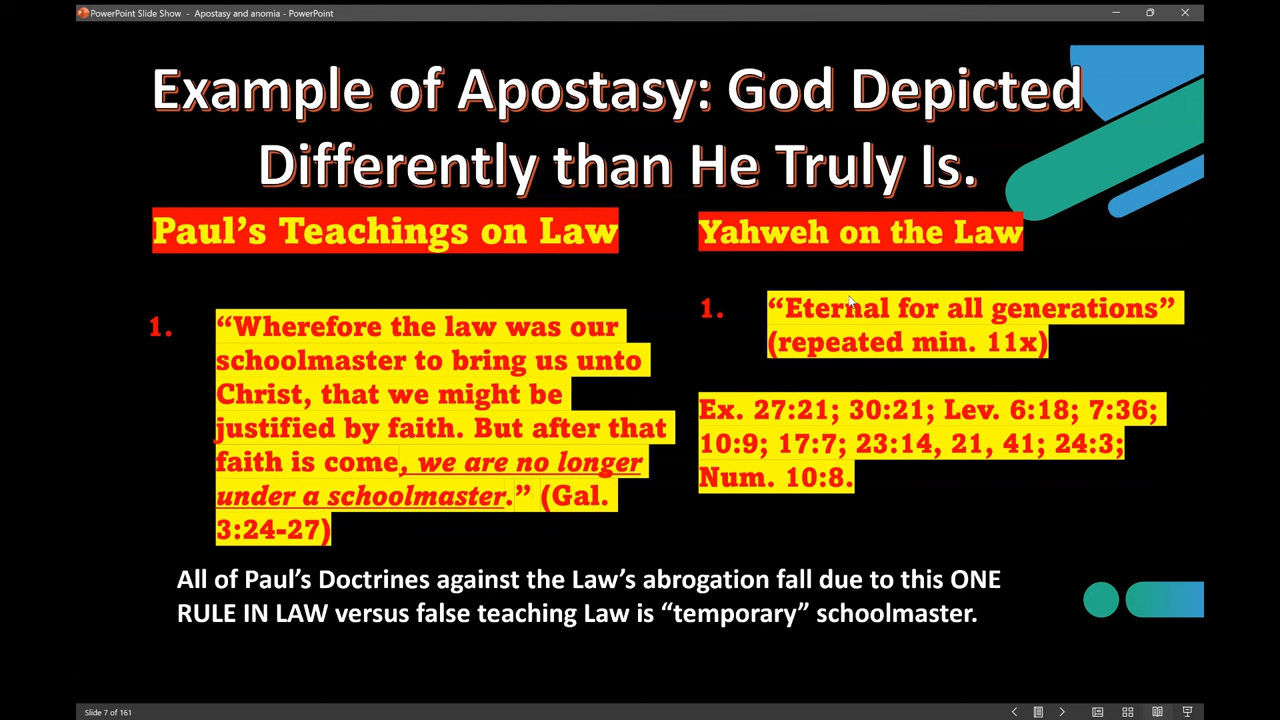 PowerPoint Slide Show - Apostasy and anomia - PowerPoint
Example of Apostasy: God Depicted
Differently than He Truly Is.
Paul's Teachings on Law
1. "Wherefore the law was our
schoolmaster to bring us unto
Christ, that we might be
justified by faith. But after that
faith is come, we are no longer
under a schoolmaster." (Gal.
3:24-27)
Yahweh on the Law
1. "Eternal for all generations"
(repeated min. 11x)
Ex. 27:21; 30:21; Lev. 6:18; 7:36;
10:9; 17:7; 23:14, 21, 41; 24:3;
Num. 10:8.
All of Paul's Doctrines against the Law's abrogation fall due to this ONE
RULE IN LAW versus false teaching Law is "temporary" schoolmaster.
Slide 7 of 161